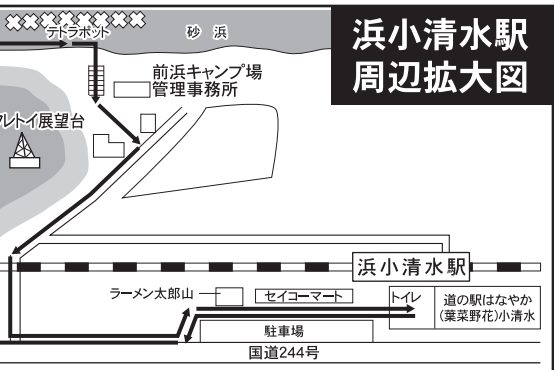 浜小清水駅
周辺拡大図
テトラポット
砂浜
前浜キャンプ場
管理事務所
フレトイ展望台
浜小清水駅
ラーメン太郎山
セイコーマート
トイレ
道の駅はなやか
(葉菜野花)小清水
駐車場
国道244号